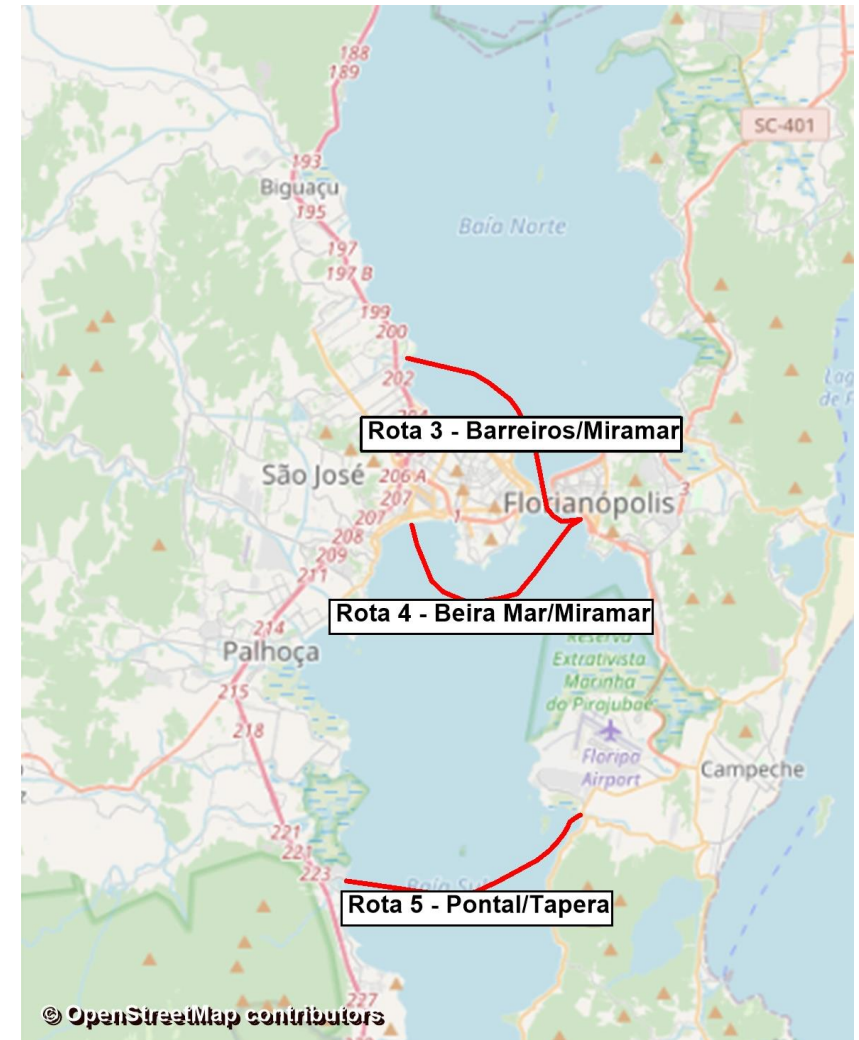 188
189
SC-401
193
Biguaçu
195
Baía Norte
197
197 B
199
200
202
204
Rota 3 - Barreiros/Miramar
São José
206 A
207
3
Florianópolis
207
1
208
209
211
Rota 4 - Beira Mar/Miramar
214
Palhoça
Reserva
Extrativista
Marinha
do Pirajubaé
215
218
Floripa
Airport
Campeche
221
221
223
Rota 5 - Pontal/Tapera
227
© OpenStreetMap contributors